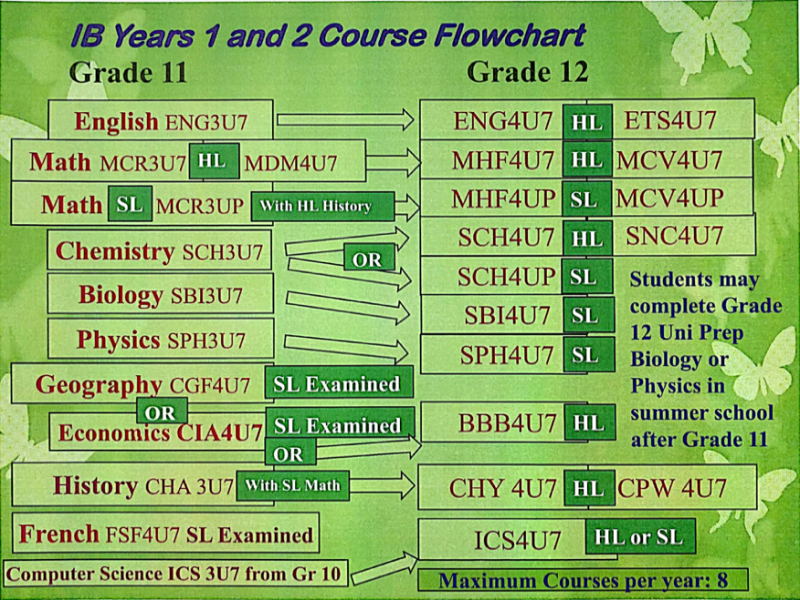 IB Years 1 and 2 Course Flowchart
Grade 11 Grade 12
English ENG3U7 ENG4U7 HL ETS4U7
Math MCR3U7 HL MDM4U7 MHF4U7 HL MCV4U7
Math SL MCR3UP With HL History MHF4UP SL MCV4UP
Chemistry SCH3U7 OR SCH4U7 HL SNC4U7
SCH4UP SL
Biology SBI3U7 SBI4U7 SL
Physics SPH3U7 SPH4U7 SL
Students may
complete Grade
12 Uni Prep
Biology or
Physics in
summer school
after Grade 11
Geography CGF4U7 SL Examined
OR
Economics CIA4U7 SL Examined BBB4U7 HL
OR
History CHA 3U7 With SL Math CHY 4U7 HL CPW 4U7
French FSF4U7 SL Examined
ICS4U7 HL or SL
Computer Science ICS 3U7 from Gr 10
Maximum Courses per year: 8